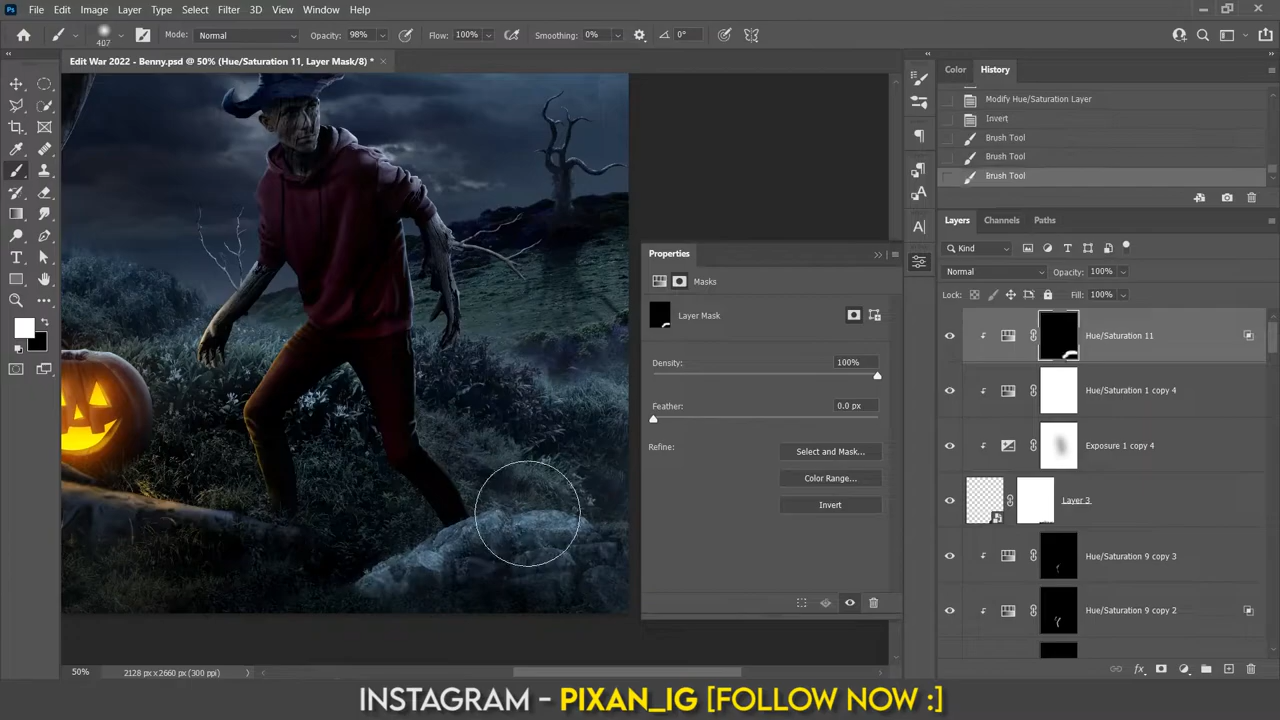 Ps File Edit Image Layer Type Select Filter 3D View Window Help
407 Mode: Normal Opacity: 98% Flow: 100% Smoothing: 0% 0°
Edit War 2022 - Benny.psd @ 50% (Hue/Saturation 11, Layer Mask/8) *
Color History
Modify Hue/Saturation Layer
Invert
Brush Tool
Brush Tool
Brush Tool
Layers Channels Paths
Kind
Normal Opacity: 100%
Lock: Fill: 100%
Hue/Saturation 11
Hue/Saturation 1 copy 4
Exposure 1 copy 4
Layer 3
Hue/Saturation 9 copy 3
Hue/Saturation 9 copy 2
Properties
Masks
Layer Mask
Density: 100%
Feather: 0.0 px
Refine: Select and Mask...
Color Range...
Invert
50% 2128 px x 2660 px (300 ppi)
INSTAGRAM - PIXAN_IG [FOLLOW NOW :]